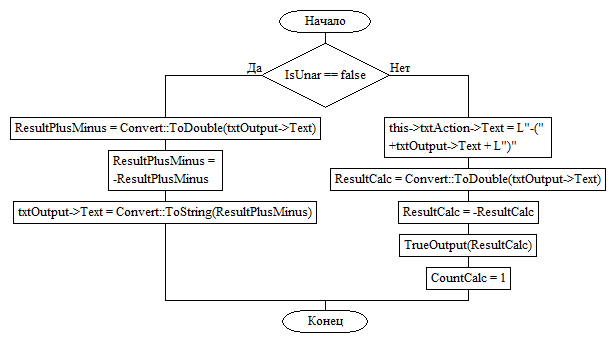 Начало
IsUnar == false
Да
Нет
ResultPlusMinus = Convert::ToDouble(txtOutput->Text)
ResultPlusMinus =
-ResultPlusMinus
txtOutput->Text = Convert::ToString(ResultPlusMinus)
this->txtAction->Text = L"-("
+txtOutput->Text + L")"
ResultCalc = Convert::ToDouble(txtOutput->Text)
ResultCalc = -ResultCalc
TrueOutput(ResultCalc)
CountCalc = 1
Конец